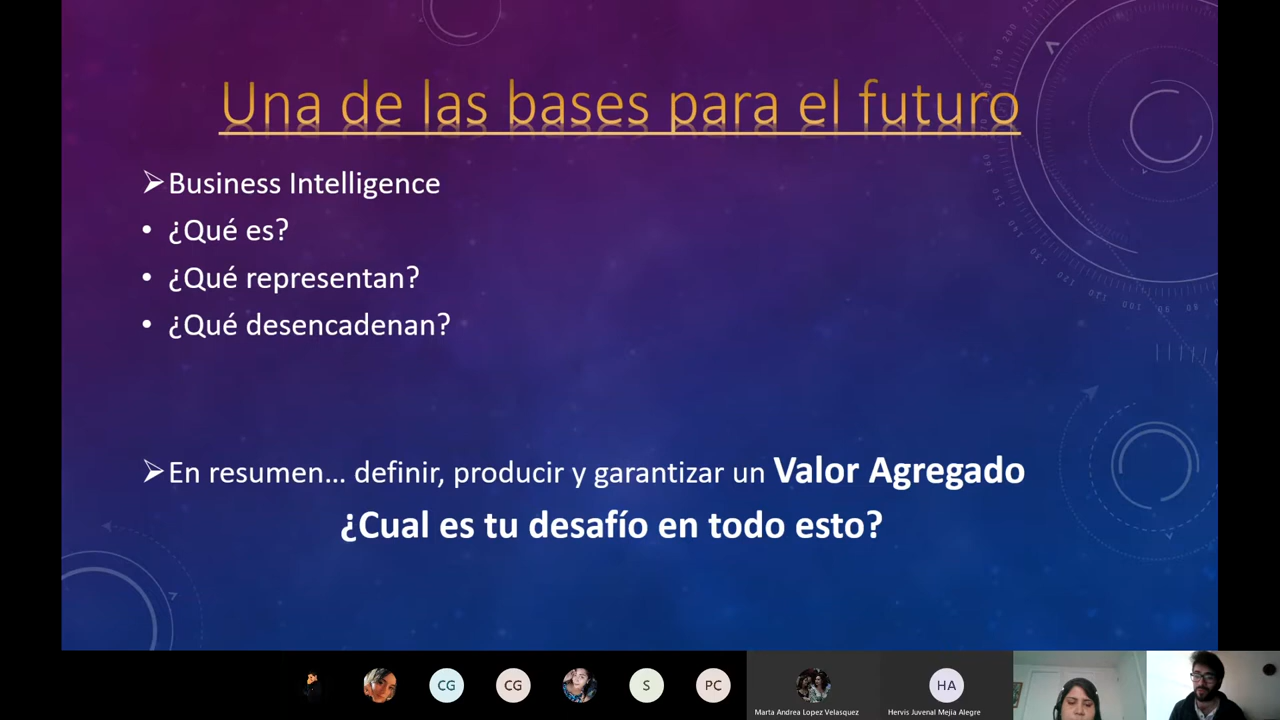 Una de las bases para el futuro
Business Intelligence
¿Qué es?
¿Qué representan?
¿Qué desencadenan?
En resumen... definir, producir y garantizar un Valor Agregado
¿Cual es tu desafío en todo esto?
CG
CG
S
PC
HA
Marta Andrea Lopez Velasquez
Hervis Juvenal Mejia Alegre